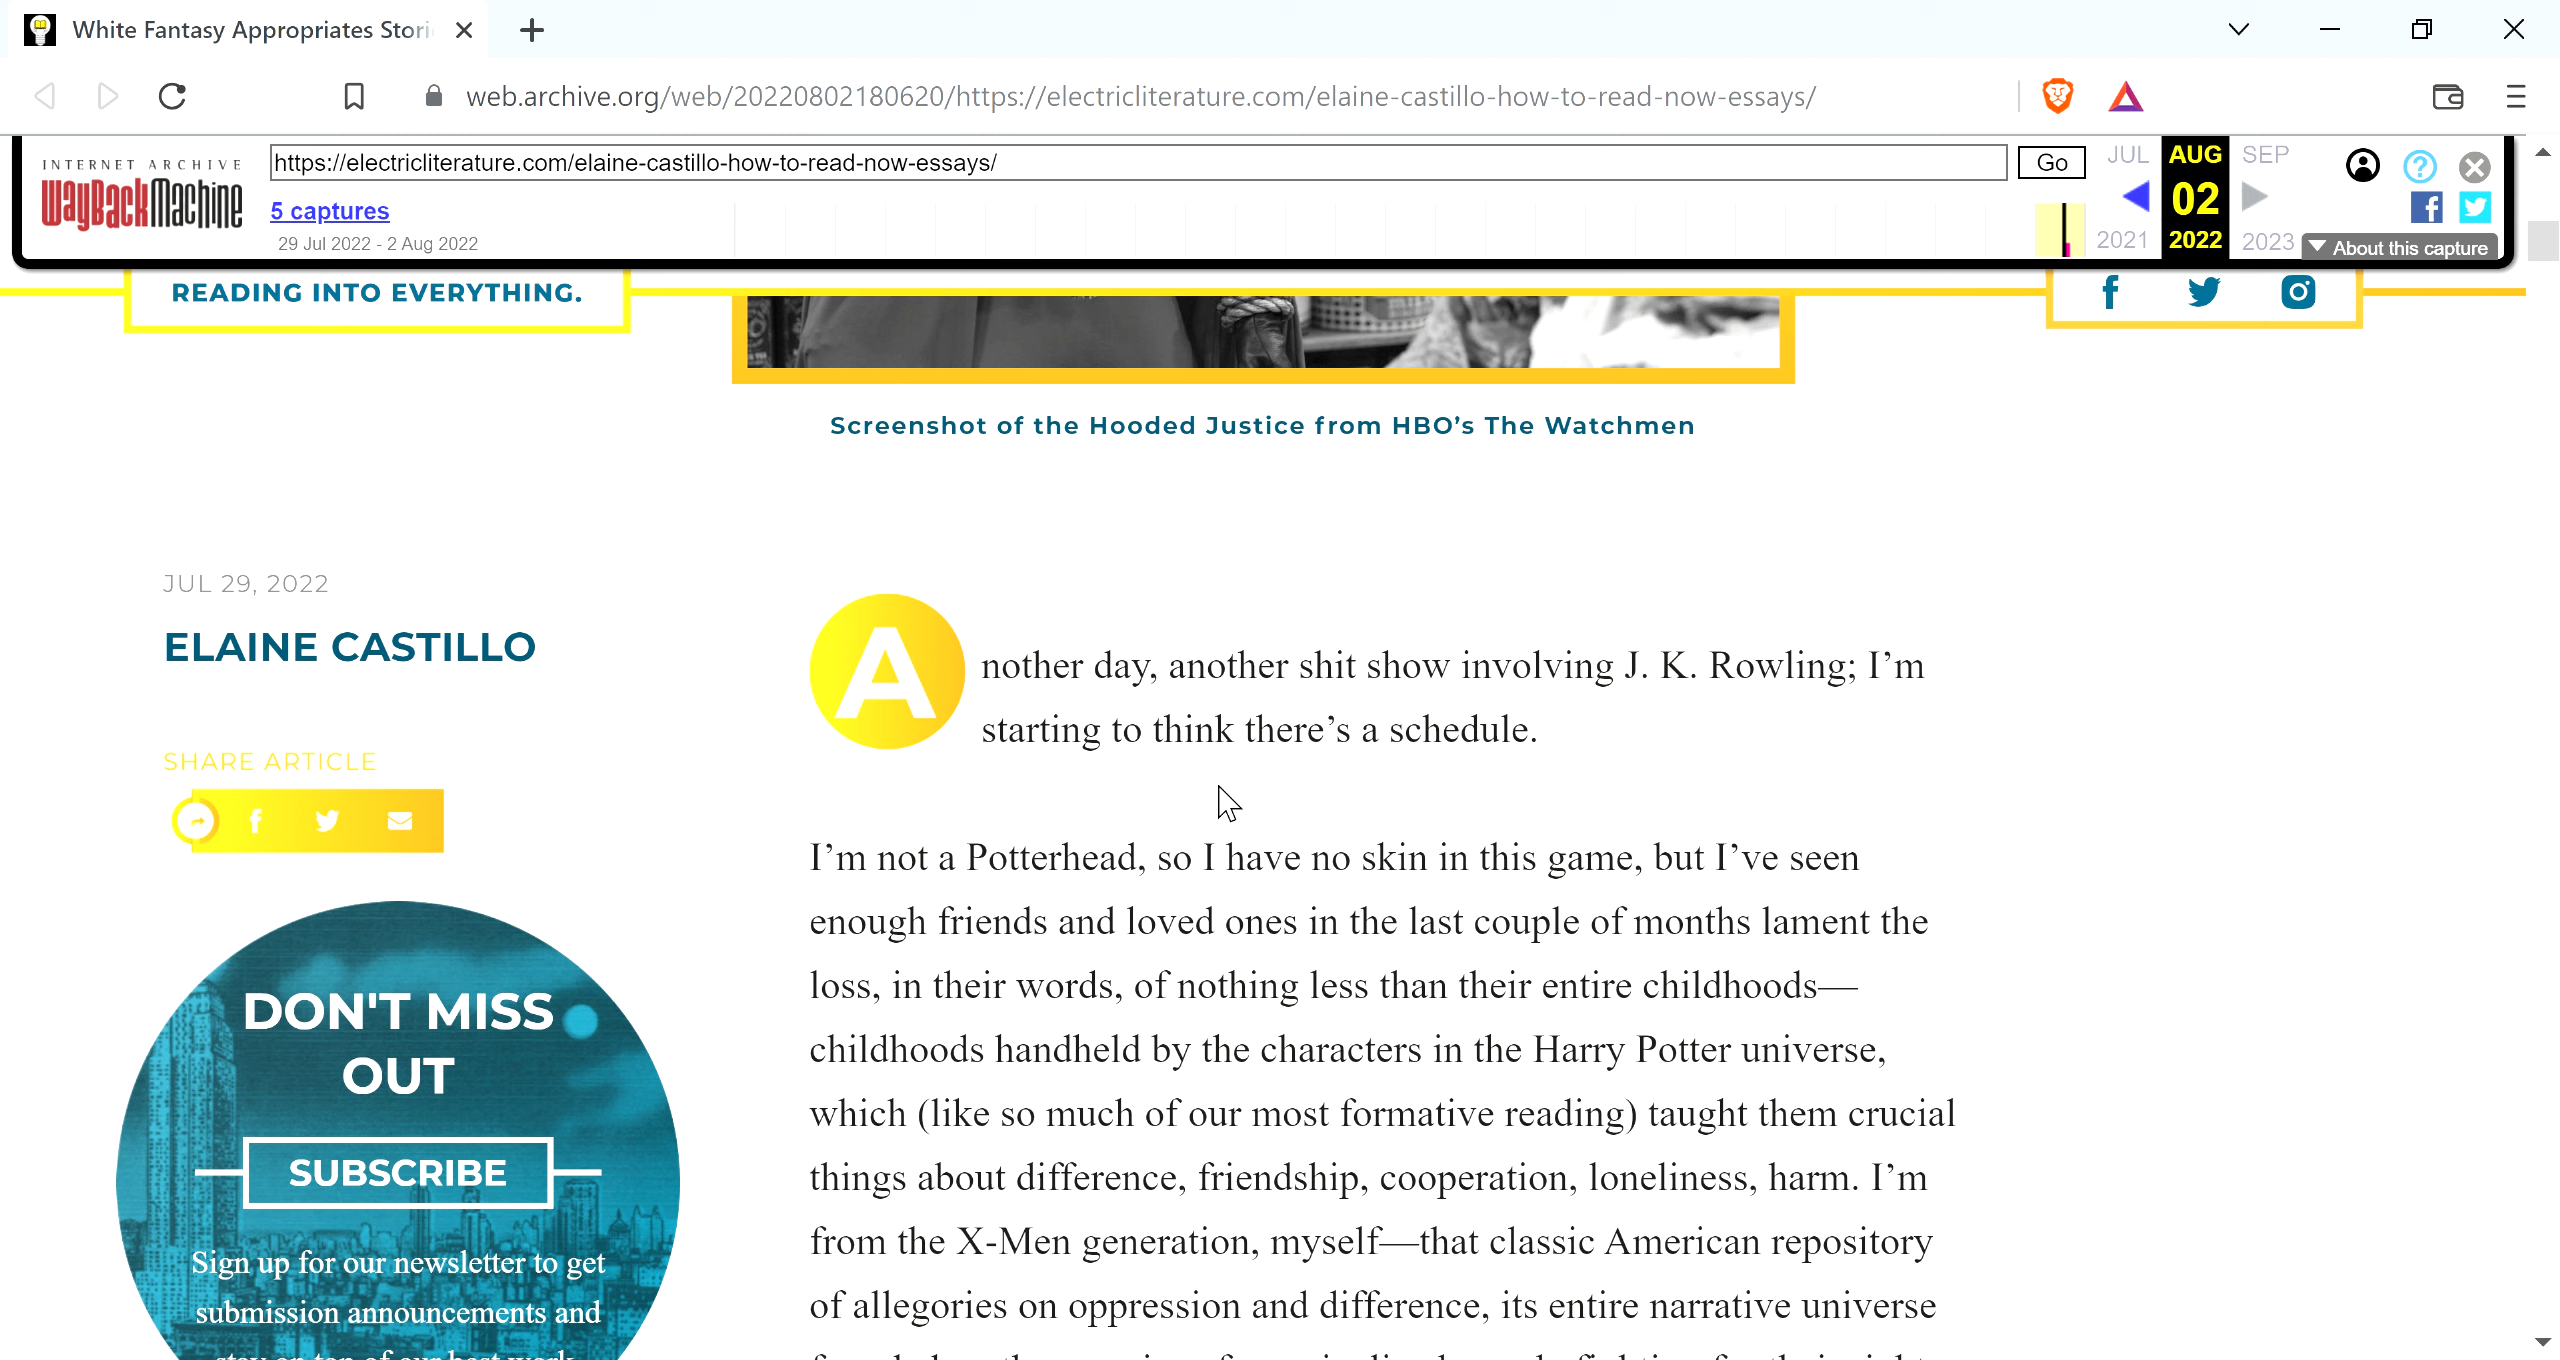 White Fantasy Appropriates Stori
web.archive.org/web/20220802180620/https://electricliterature.com/elaine-castillo-how-to-read-now-essays/
INTERNET ARCHIVE
WayBackMachine
https://electricliterature.com/elaine-castillo-how-to-read-now-essays/
Go
5 captures
29 Jul 2022 - 2 Aug 2022
JUL AUG SEP
02
2021 2022 2023
About this capture
READING INTO EVERYTHING.
Screenshot of the Hooded Justice from HBO’s The Watchmen
JUL 29, 2022
ELAINE CASTILLO
SHARE ARTICLE
DON'T MISS
OUT
SUBSCRIBE
Sign up for our newsletter to get
submission announcements and
stay on top of our best work
Another day, another shit show involving J. K. Rowling; I’m
starting to think there’s a schedule.
I’m not a Potterhead, so I have no skin in this game, but I’ve seen
enough friends and loved ones in the last couple of months lament the
loss, in their words, of nothing less than their entire childhoods—
childhoods handheld by the characters in the Harry Potter universe,
which (like so much of our most formative reading) taught them crucial
things about difference, friendship, cooperation, loneliness, harm. I’m
from the X-Men generation, myself—that classic American repository
of allegories on oppression and difference, its entire narrative universe